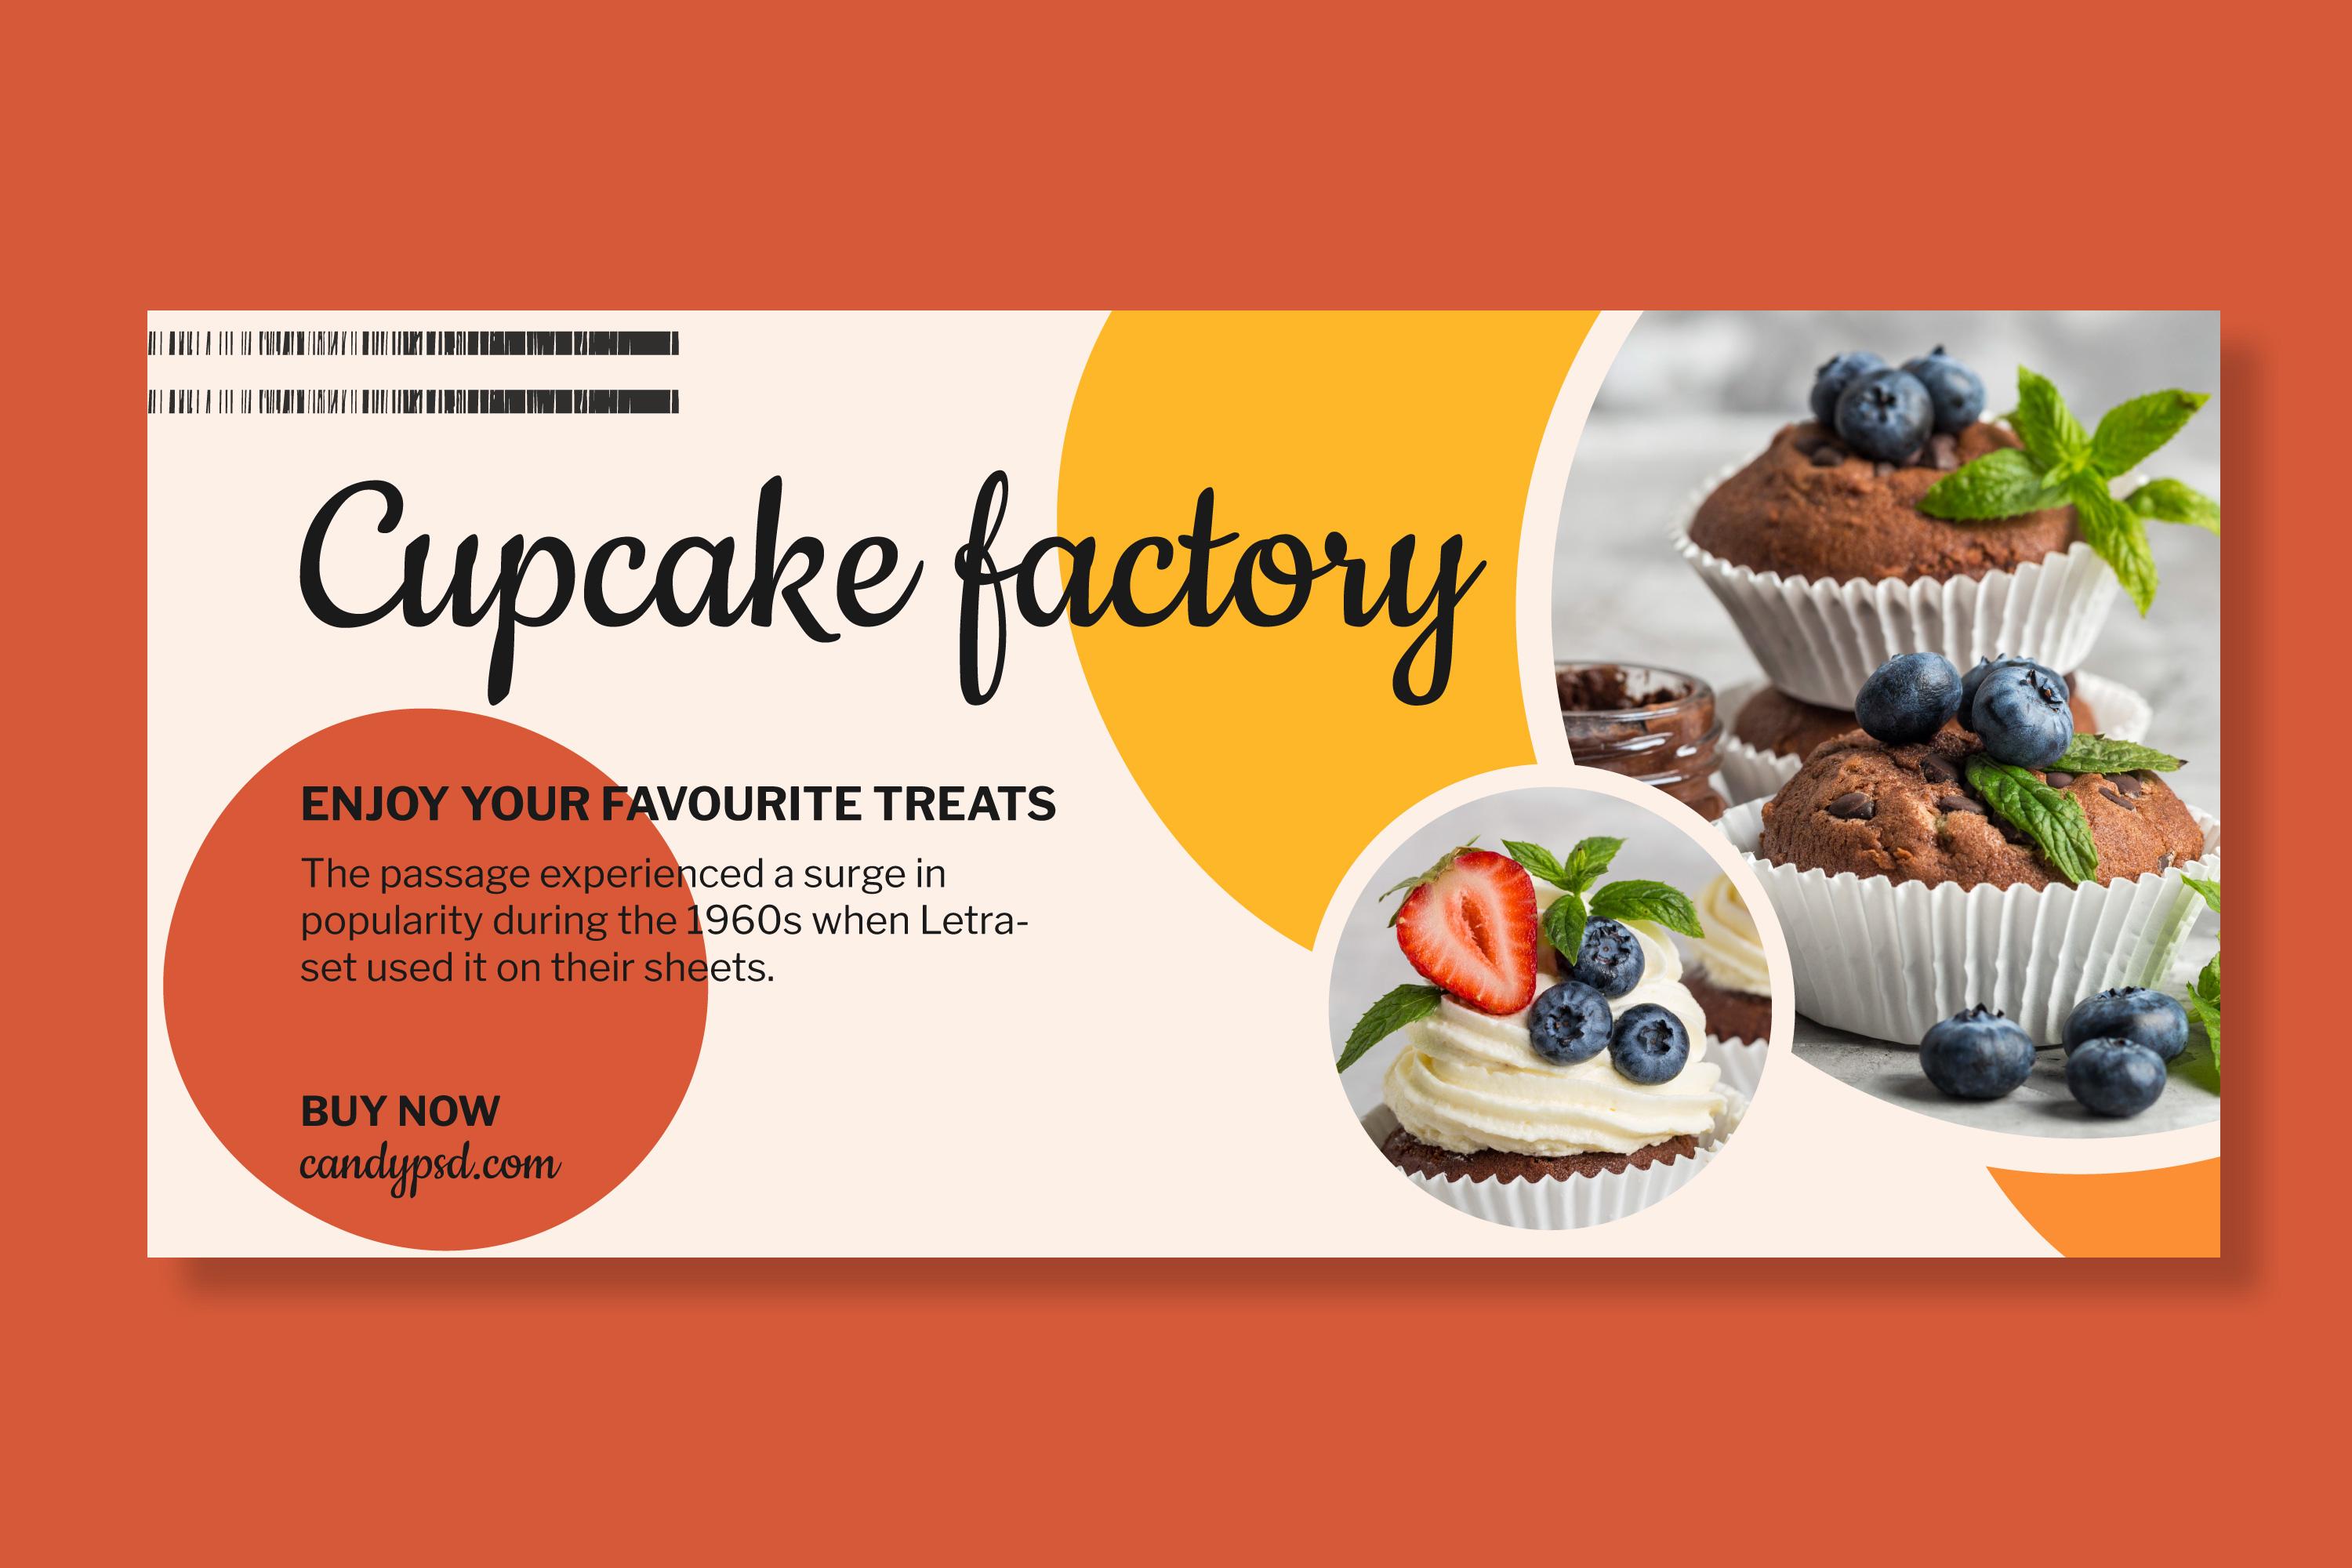 Cupcake factory
ENJOY YOUR FAVOURITE TREATS
The passage experienced a surge in
popularity during the 1960s when Letra-
set used it on their sheets.
BUY NOW
candypsd.com